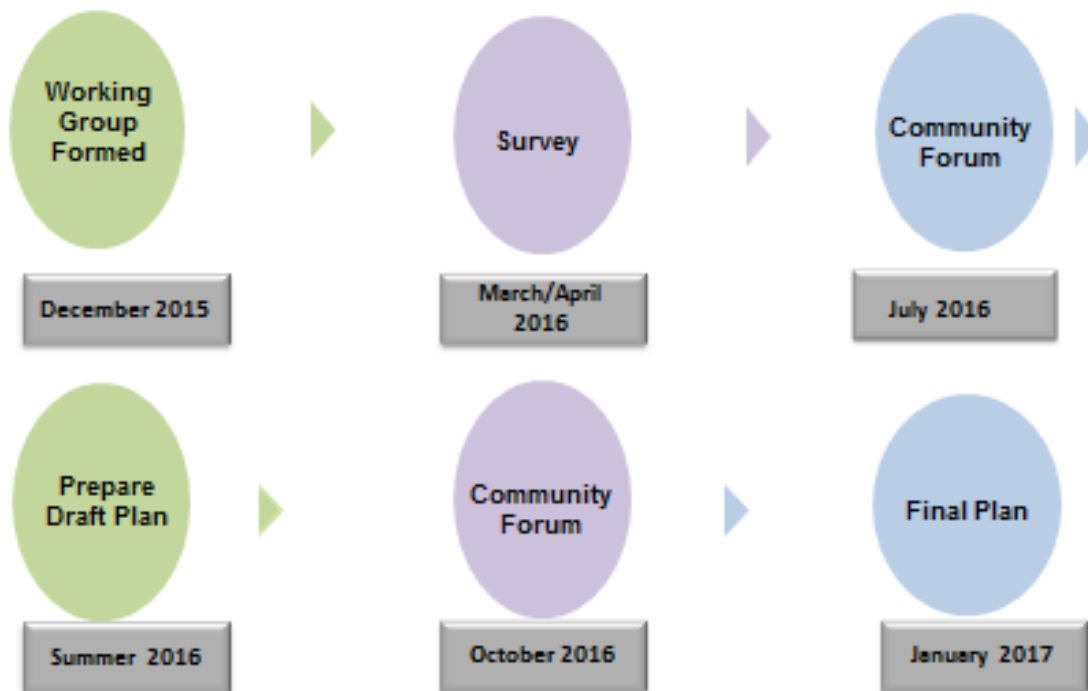 Working
Group
Formed
Survey
Community
Forum
December 2015
March/April
2016
July 2016
Prepare
Draft Plan
Community
Forum
Final Plan
Summer 2016
October 2016
January 2017